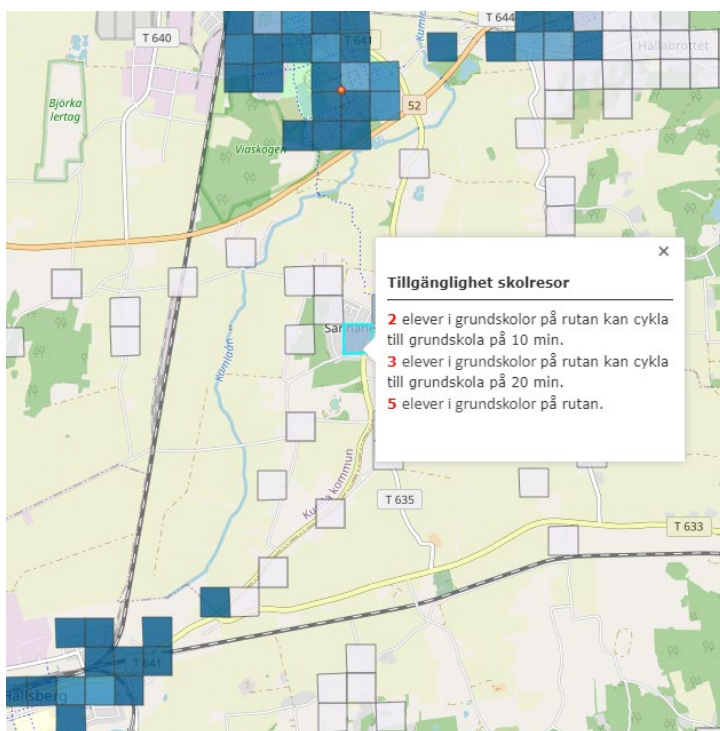 T 644
T 640
T 641
Hällabrottet
Björka
lertag
52
Viaskogen
×
Tillgänglighet skolresor
2 elever i grundskolor på rutan kan cykla
till grundskola på 10 min.
3 elever i grundskolor på rutan kan cykla
till grundskola på 20 min.
5 elever i grundskolor på rutan.
Kumlaån
T 635
T 633
T 641
Hallsberg